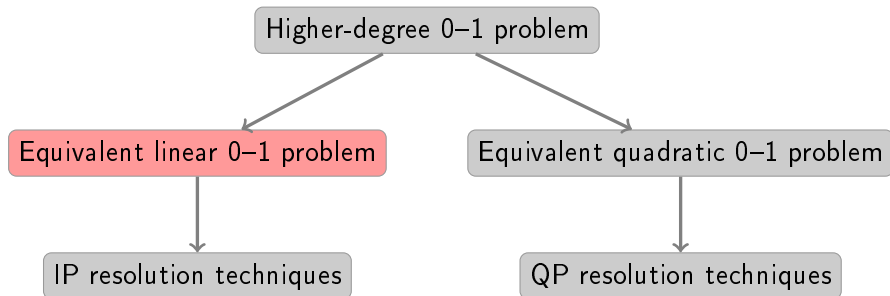 Higher-degree 0–1 problem
Equivalent linear 0–1 problem
Equivalent quadratic 0–1 problem
IP resolution techniques
QP resolution techniques